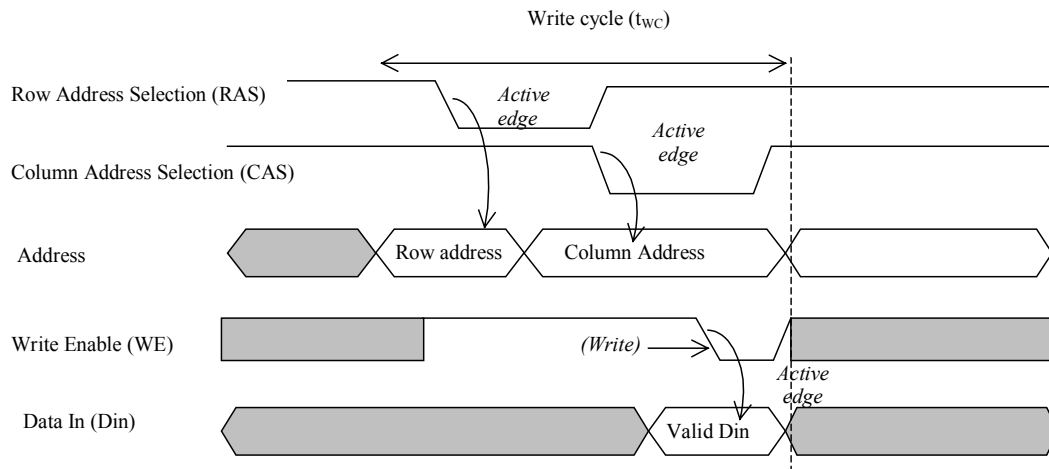 Write cycle (tWC)
Row Address Selection (RAS)
Active
edge
Active
edge
Column Address Selection (CAS)
Address
Row address
Column Address
Write Enable (WE)
(Write)
Active
edge
Data In (Din)
Valid Din